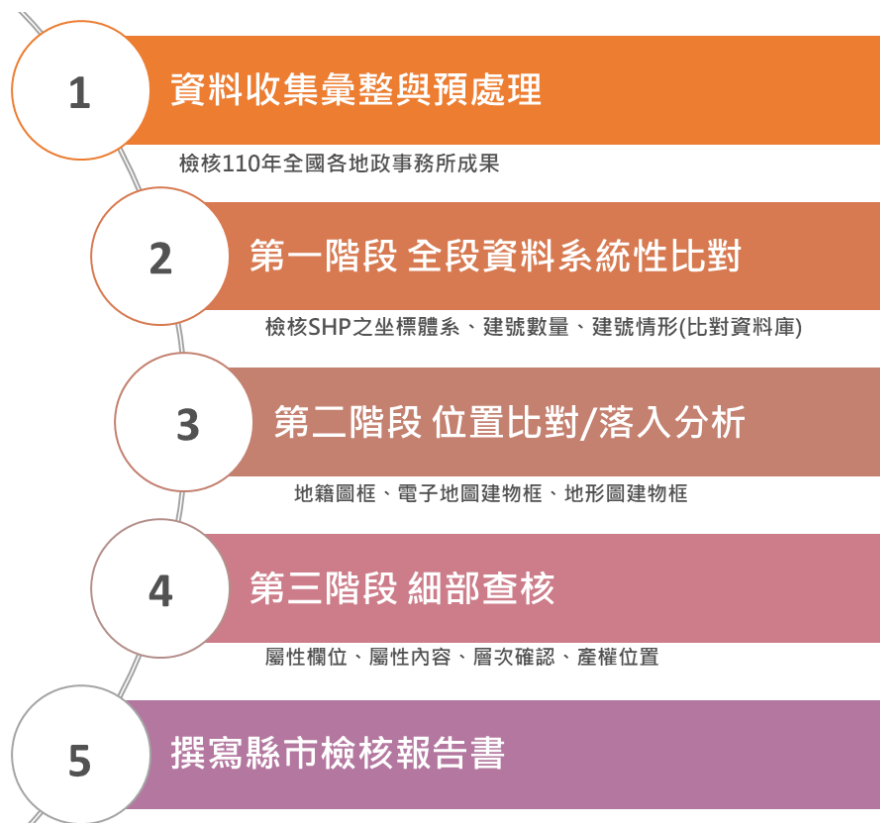 1
資料收集彙整與預處理
檢核110年全國各地政事務所成果
2
第一階段 全段資料系統性比對
檢核SHP之坐標體系、建號數量、建號情形(比對資料庫)
3
第二階段 位置比對/落入分析
地籍圖框、電子地圖建物框、地形圖建物框
4
第三階段 細部查核
屬性欄位、屬性內容、層次確認、產權位置
5
撰寫縣市檢核報告書